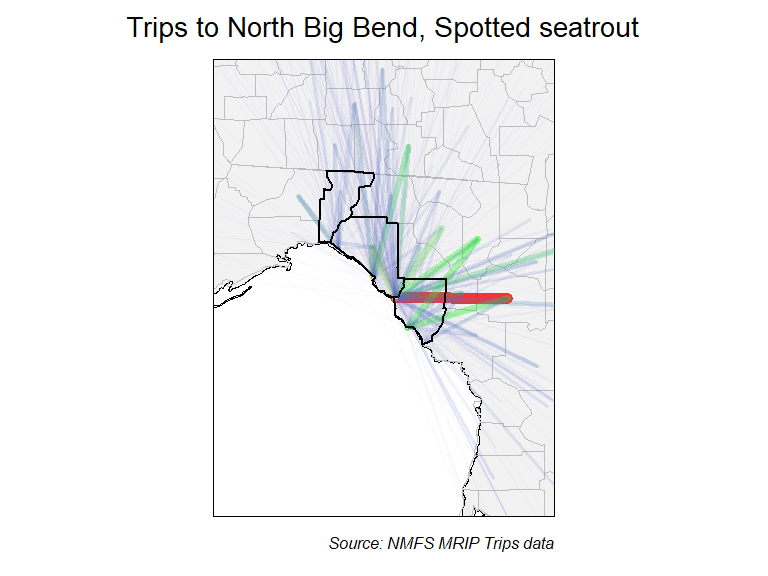 Trips to North Big Bend, Spotted seatrout
Source: NMFS MRIP Trips data